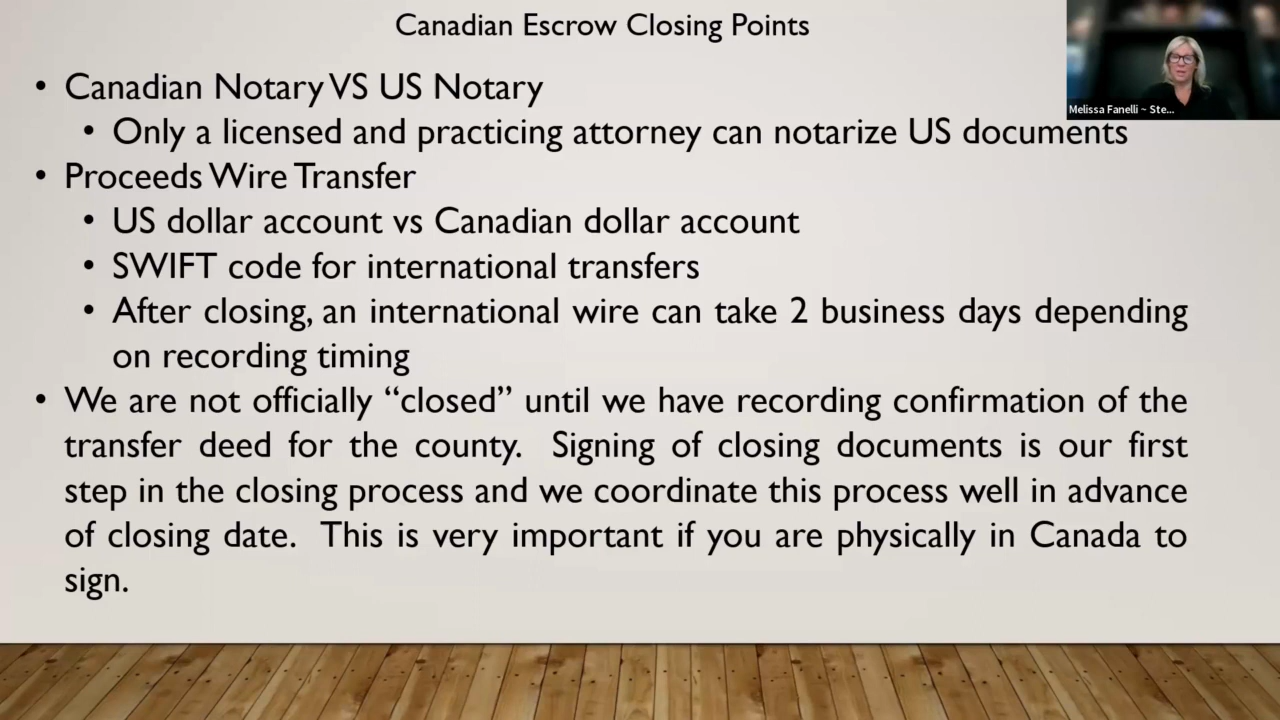 Canadian Escrow Closing Points
Melissa Fanelli ~ Ste...
• Canadian Notary VS US Notary
• Only a licensed and practicing attorney can notarize US documents
• Proceeds Wire Transfer
• US dollar account vs Canadian dollar account
• SWIFT code for international transfers
• After closing, an international wire can take 2 business days depending
on recording timing
• We are not officially “closed” until we have recording confirmation of the
transfer deed for the county. Signing of closing documents is our first
step in the closing process and we coordinate this process well in advance
of closing date. This is very important if you are physically in Canada to
sign.